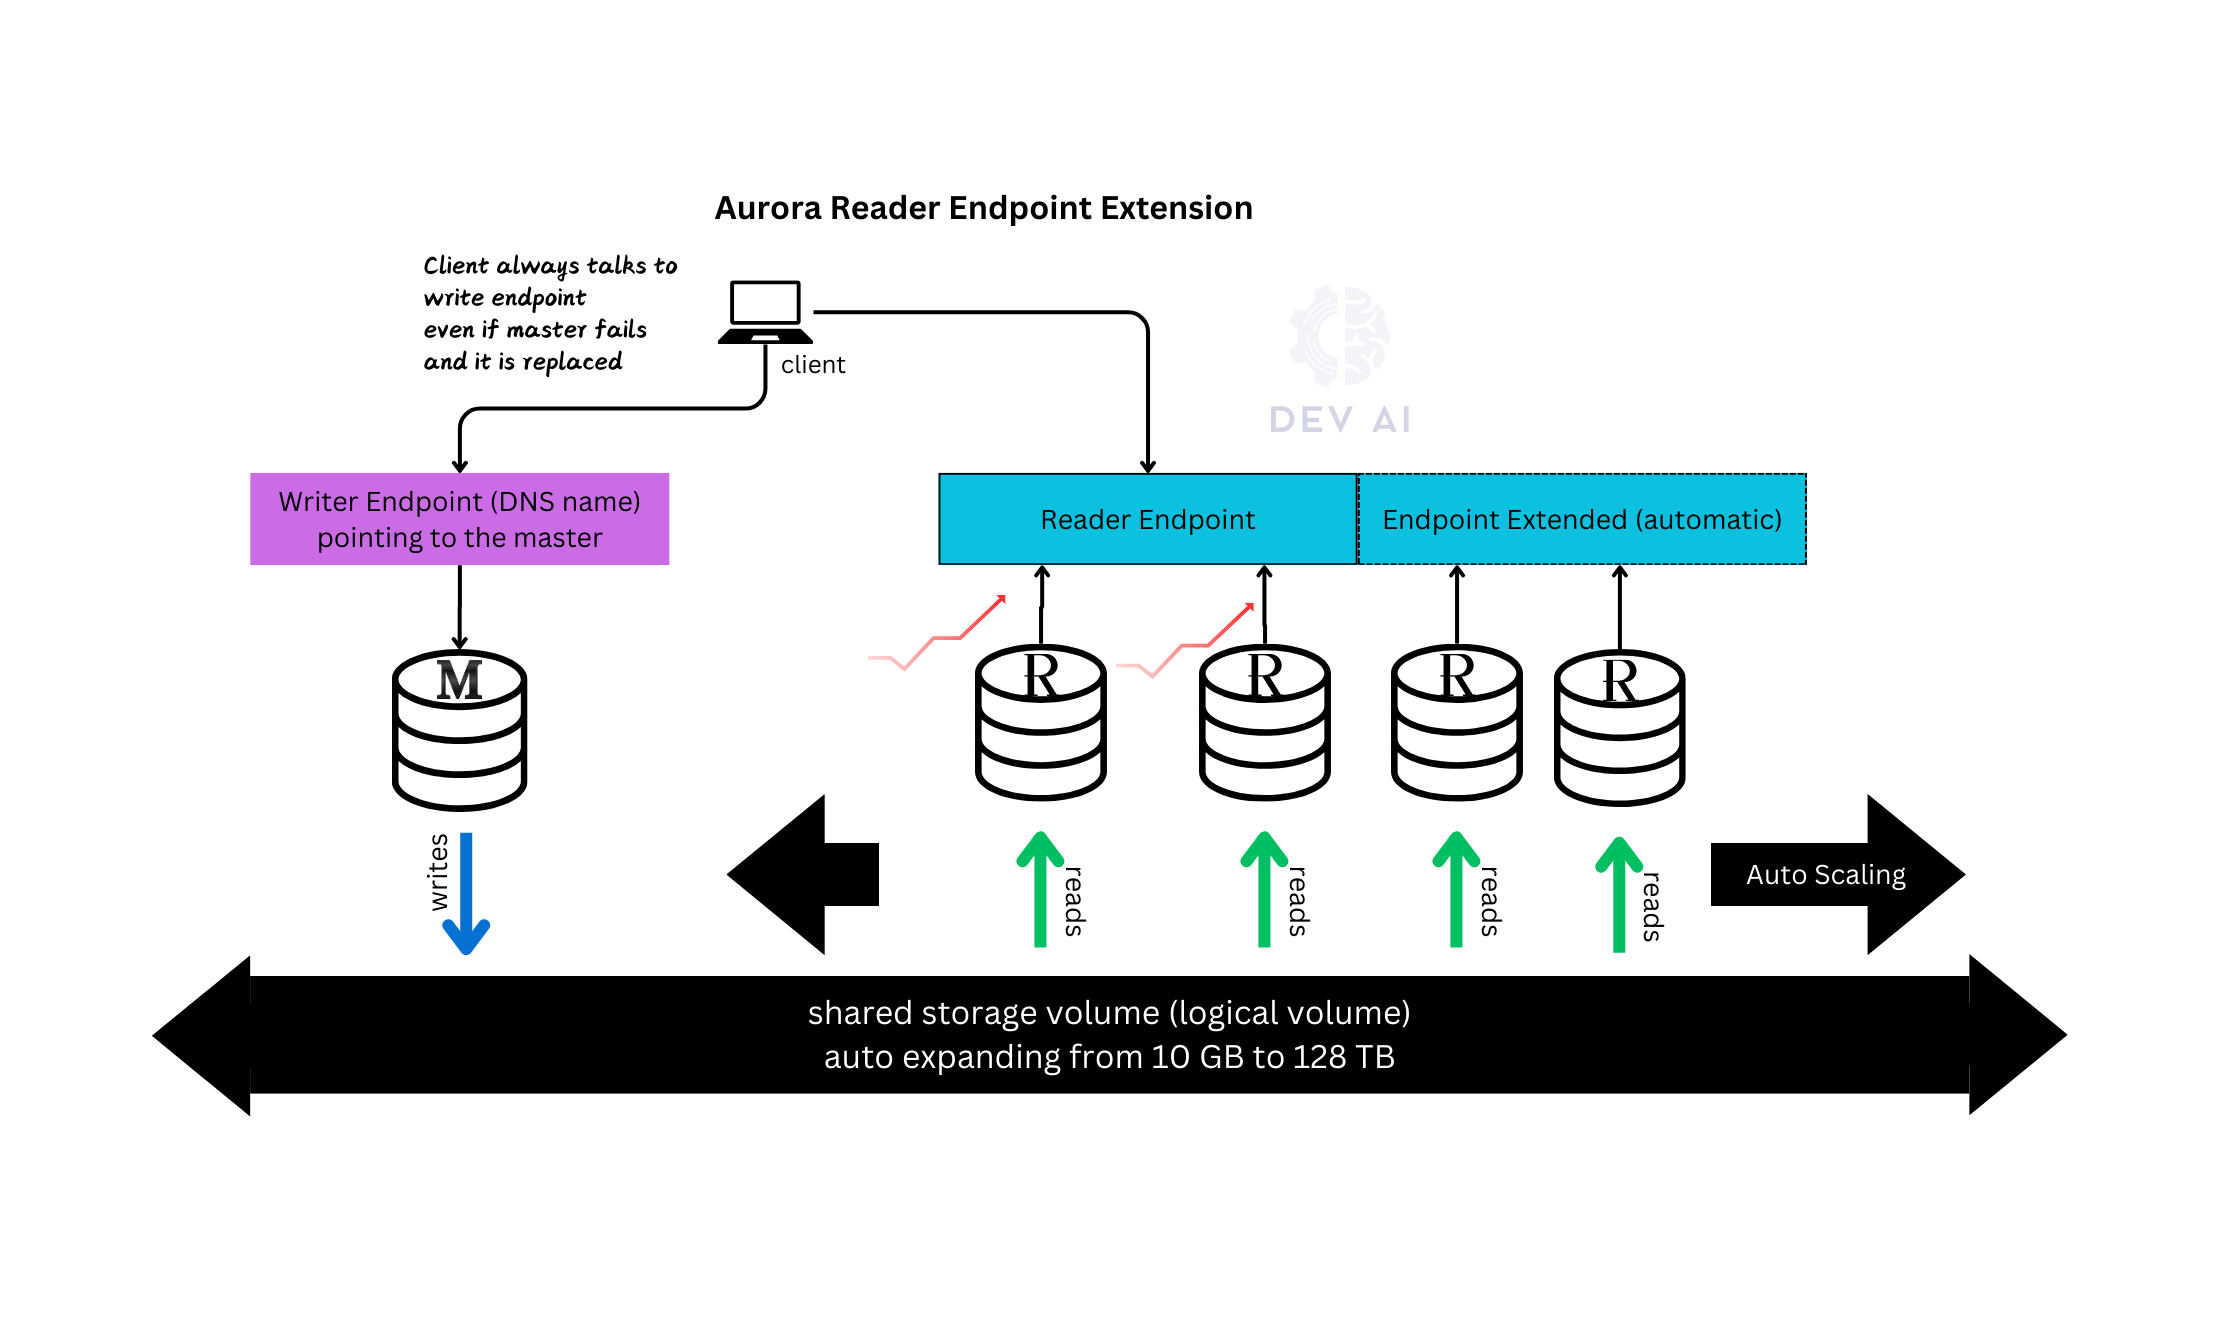 Aurora Reader Endpoint Extension
Client always talks to
write endpoint
even if master fails
and it is replaced
client
DEV AI
Writer Endpoint (DNS name)
pointing to the master
Reader Endpoint
Endpoint Extended (automatic)
M
R
R
R
R
writes
reads
reads
reads
reads
Auto Scaling
shared storage volume (logical volume)
auto expanding from 10 GB to 128 TB